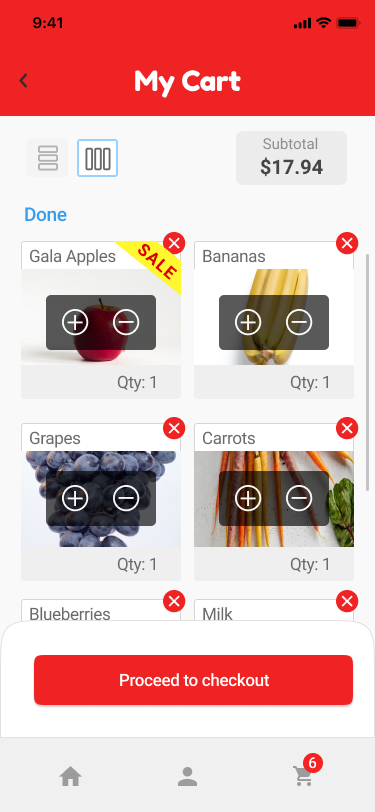 9:41
My Cart
Subtotal
$17.94
Done
Gala Apples
SALE
Bananas
Qty: 1
Qty: 1
Grapes
Carrots
Qty: 1
Qty: 1
Blueberries
Milk
Proceed to checkout
6